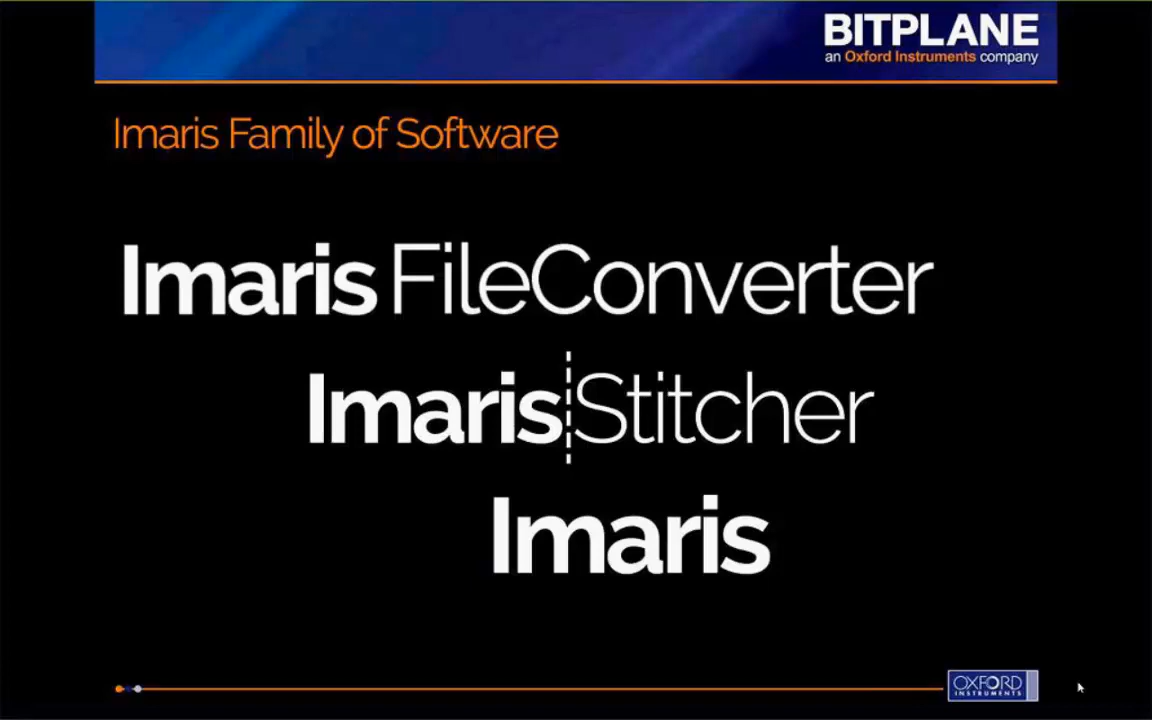 BITPLANE
an Oxford Instruments company
Imaris Family of Software
Imaris FileConverter
Imaris Stitcher
Imaris
OXFORD
INSTRUMENTS